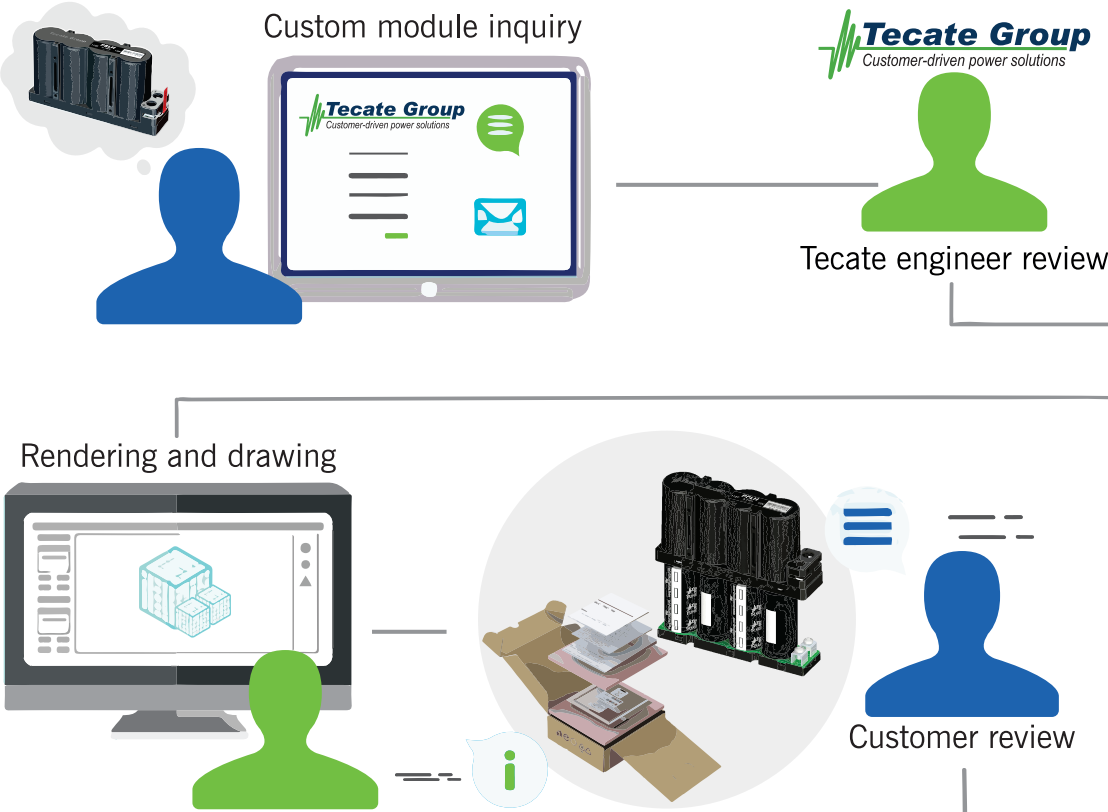 Custom module inquiry
Tecate Group
Customer-driven power solutions
Tecate Group
Customer-driven power solutions
Tecate engineer review
Rendering and drawing
Customer review